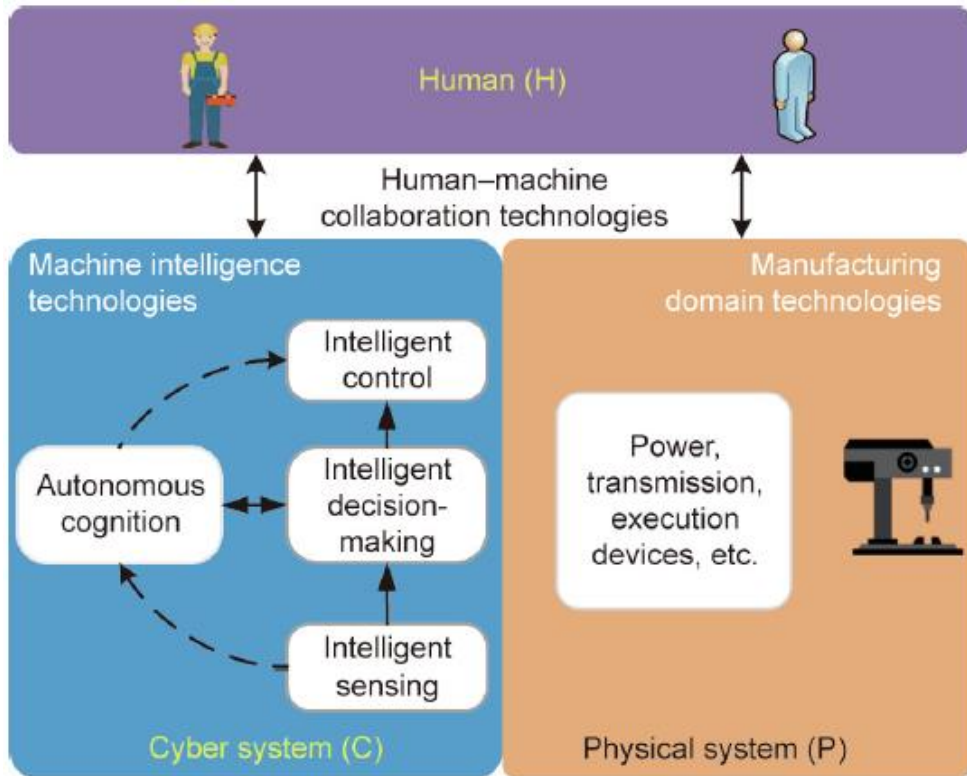 Human (H)
Human–machine
collaboration technologies
Machine intelligence
technologies
Intelligent
control
Autonomous
cognition
Intelligent
decision-
making
Intelligent
sensing
Cyber system (C)
Manufacturing
domain technologies
Power,
transmission,
execution
devices, etc.
Physical system (P)